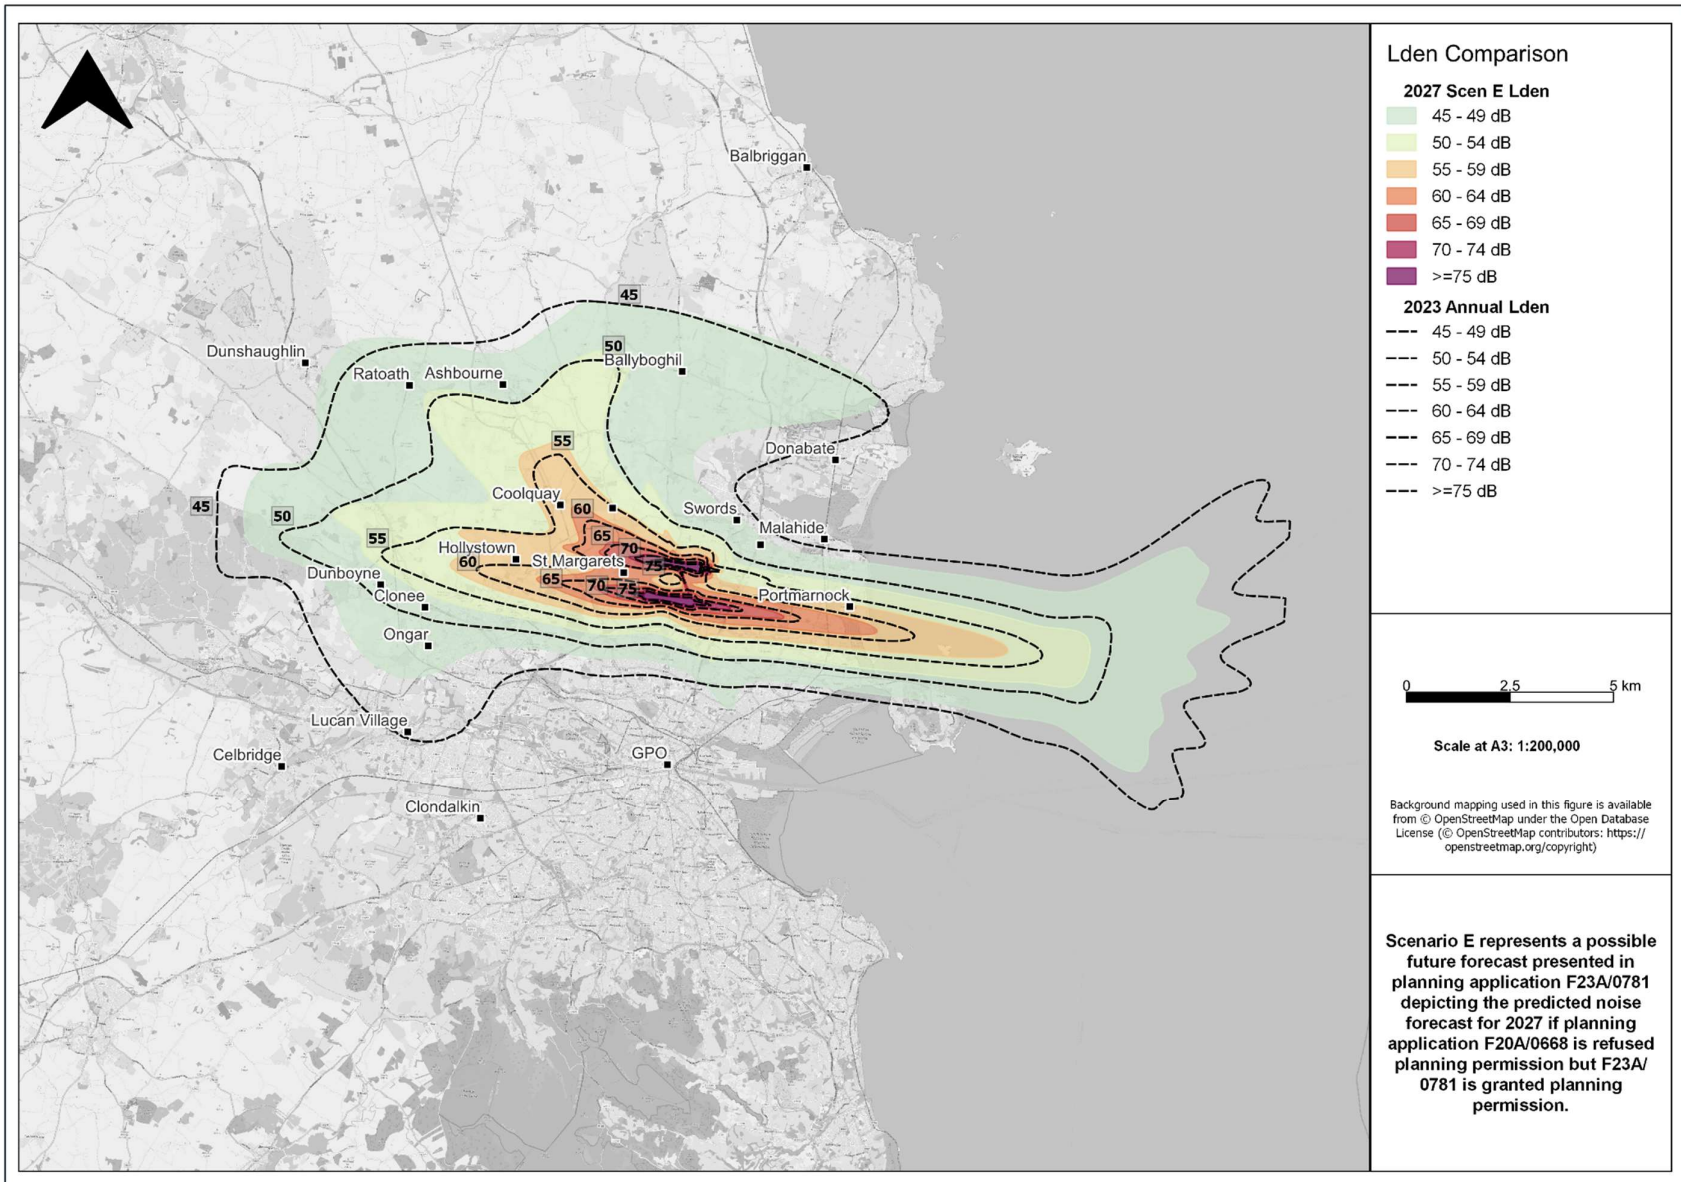 45
Balbriggan
50
Dunshaughlin
Ballyboghil
Ratoath
Ashbourne
55
Donabate
Coolquay
45
60
Swords
50
Malahide
65
55
Hollystown
70
60
St Margarets
75
Dunboyne
65
70
75
Clonee
Portmarnock
Ongar
Lucan Village
Celbridge
GPO
Clondalkin
Lden Comparison
2027 Scen E Lden
45 - 49 dB
50 - 54 dB
55 - 59 dB
60 - 64 dB
65 - 69 dB
70 - 74 dB
>=75 dB
2023 Annual Lden
45 - 49 dB
50 - 54 dB
55 - 59 dB
60 - 64 dB
65 - 69 dB
70 - 74 dB
>=75 dB
0 2.5 5 km
Scale at A3: 1:200,000
Background mapping used in this figure is available
from © OpenStreetMap under the Open Database
License (© OpenStreetMap contributors: https://
openstreetmap.org/copyright)
Scenario E represents a possible
future forecast presented in
planning application F23A/0781
depicting the predicted noise
forecast for 2027 if planning
application F20A/0668 is refused
planning permission but F23A/
0781 is granted planning
permission.